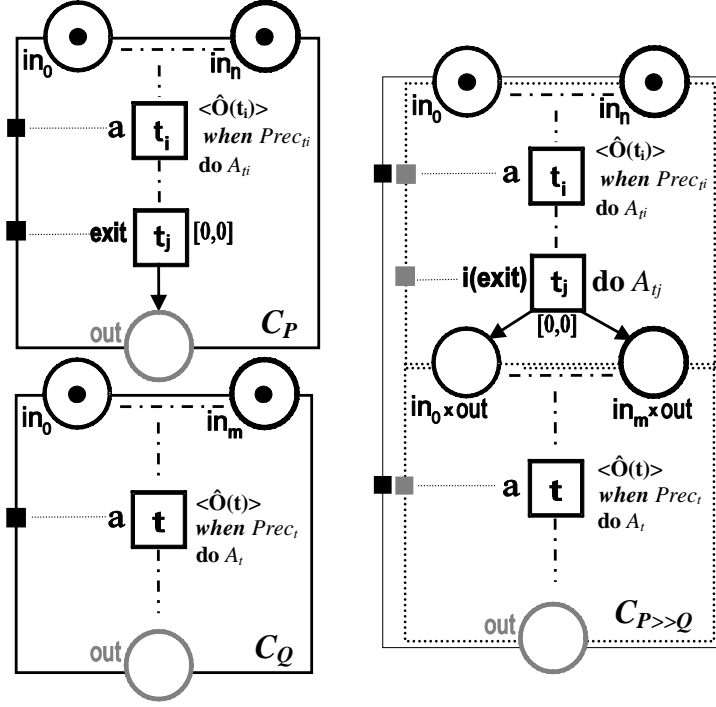 in₀ inₙ
<Ô(tᵢ)>
a tᵢ when Prec_ti
do A_ti
exit tⱼ [0,0]
out C_P
in₀ inₘ
<Ô(t)>
a t when Prec_t
do A_t
out C_Q
in₀ inₙ
<Ô(tᵢ)>
a tᵢ when Prec_ti
do A_ti
i(exit) tⱼ do A_tj
[0,0]
in₀×out inₘ×out
<Ô(t)>
a t when Prec_t
do A_t
out C_P>>Q